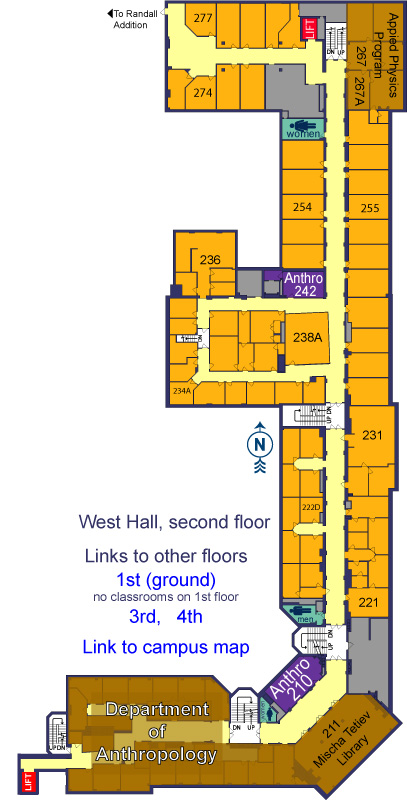 To Randall
Addition
277
LIFT
DN UP
267
267A
Applied Physics
Program
274
women
254
255
236
Anthro
242
DN
238A
234A
DN
UP
231
N
222D
West Hall, second floor
Links to other floors
1st (ground)
no classrooms on 1st floor
3rd, 4th
Link to campus map
221
men
DN
UP
Anthro
210
Department
of
Anthropology
DN UP
UPDN
211
Mischa Tetiev
Library
LIFT